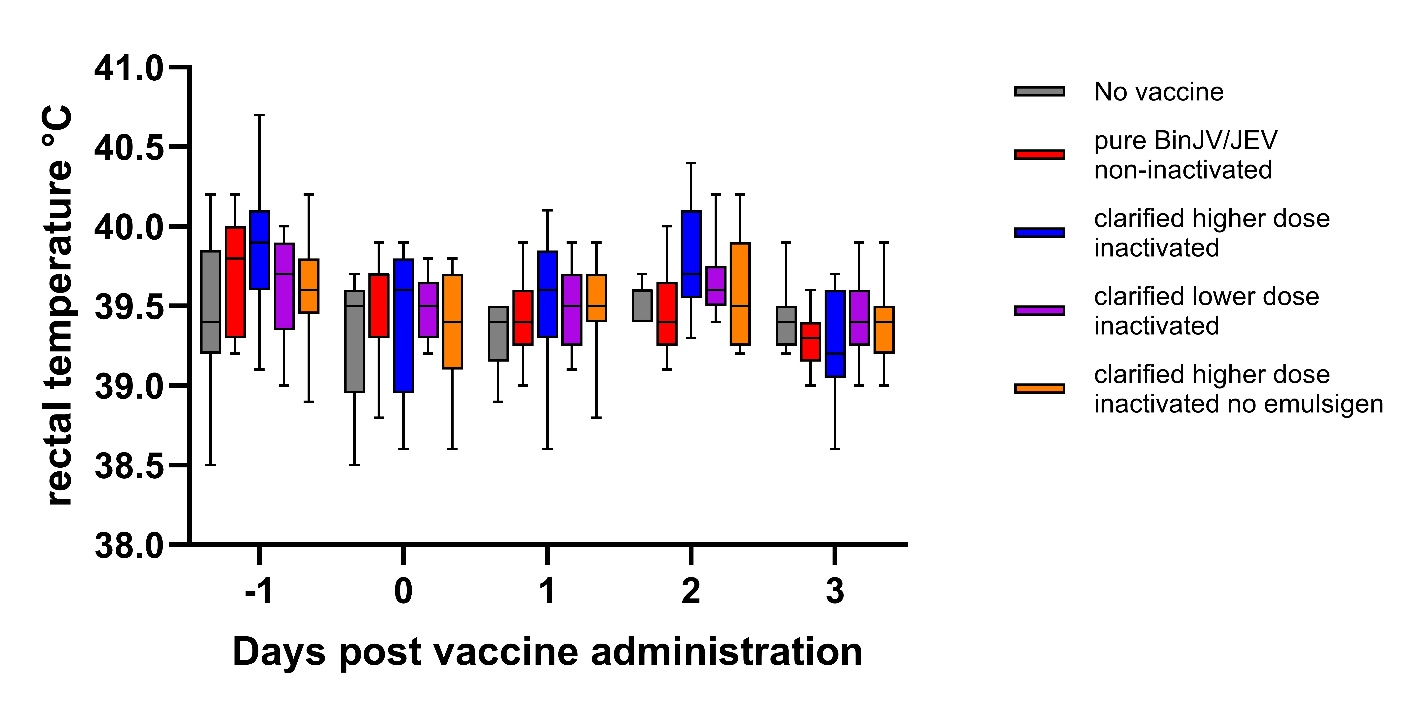 41.0
40.5
40.0
39.5
39.0
38.5
38.0
rectal temperature °C
-1
0
1
2
3
Days post vaccine administration
No vaccine
pure BinJV/JEV
non-inactivated
clarified higher dose
inactivated
clarified lower dose
inactivated
clarified higher dose
inactivated no emulsigen